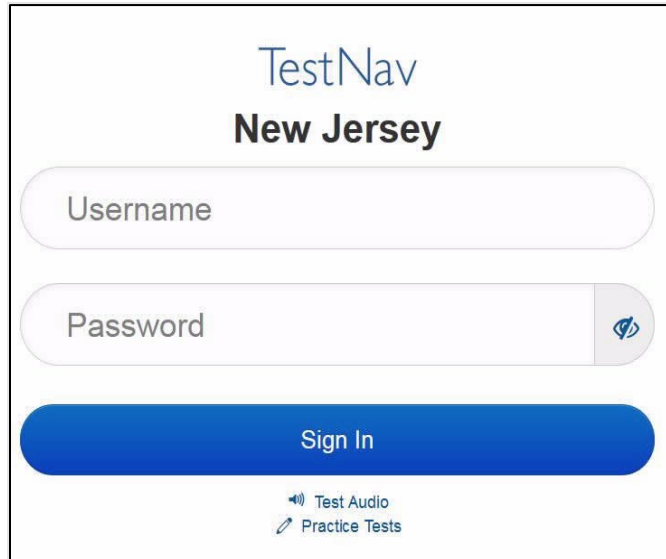 TestNav
New Jersey
Username
Password
Sign In
Test Audio
Practice Tests